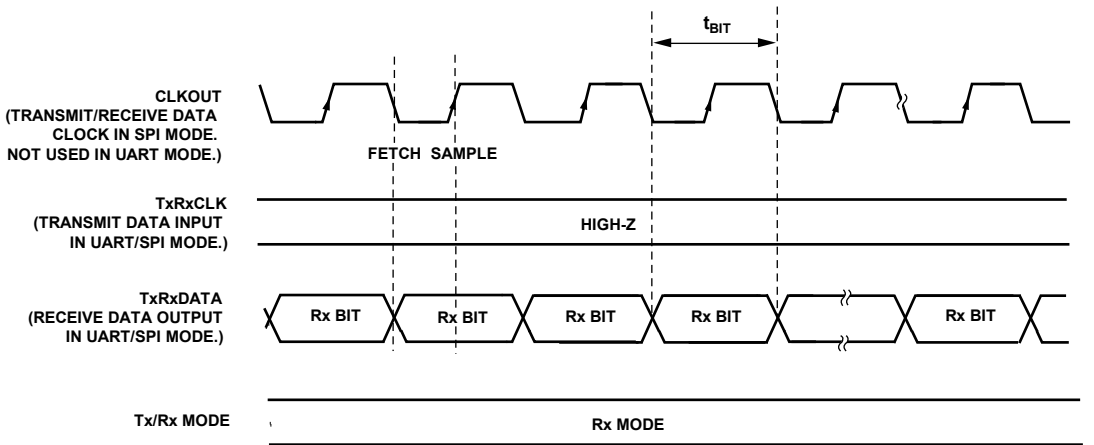 tBIT
CLKOUT
(TRANSMIT/RECEIVE DATA
CLOCK IN SPI MODE.
NOT USED IN UART MODE.)
FETCH SAMPLE
TxRxCLK
(TRANSMIT DATA INPUT
IN UART/SPI MODE.)
HIGH-Z
TxRxDATA
(RECEIVE DATA OUTPUT
IN UART/SPI MODE.)
Rx BIT
Rx BIT
Rx BIT
Rx BIT
Rx BIT
Tx/Rx MODE
Rx MODE